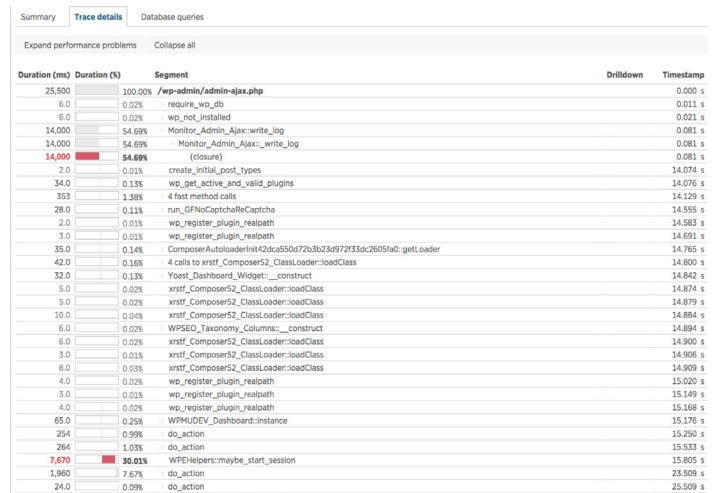 Summary Trace details Database queries
Expand performance problems Collapse all
Duration (ms) Duration (%) Segment Drilldown Timestamp
25,500 100.00% /wp-admin/admin-ajax.php 0.000 s
6.0 0.02% require_wp_db 0.011 s
6.0 0.02% wp_not_installed 0.021 s
14,000 54.69% Monitor_Admin_Ajax::write_log 0.081 s
14,000 54.69% Monitor_Admin_Ajax::_write_log 0.081 s
14,000 54.69% {closure} 0.081 s
2.0 0.01% create_initial_post_types 14.074 s
34.0 0.13% wp_get_active_and_valid_plugins 14.076 s
353 1.38% 4 fast method calls 14.129 s
28.0 0.11% run_GFNoCaptchaReCaptcha 14.555 s
2.0 0.01% wp_register_plugin_realpath 14.583 s
3.0 0.01% wp_register_plugin_realpath 14.691 s
35.0 0.14% ComposerAutoloaderInit42dca550d72b3b23d972f33dc2605fa0::getLoader 14.765 s
42.0 0.16% 4 calls to xrstf_Composer52_ClassLoader::loadClass 14.800 s
32.0 0.13% Yoast_Dashboard_Widget::__construct 14.842 s
5.0 0.02% xrstf_Composer52_ClassLoader::loadClass 14.874 s
5.0 0.02% xrstf_Composer52_ClassLoader::loadClass 14.879 s
10.0 0.04% xrstf_Composer52_ClassLoader::loadClass 14.884 s
6.0 0.02% WPSEO_Taxonomy_Columns::__construct 14.894 s
6.0 0.02% xrstf_Composer52_ClassLoader::loadClass 14.900 s
3.0 0.01% xrstf_Composer52_ClassLoader::loadClass 14.906 s
8.0 0.03% xrstf_Composer52_ClassLoader::loadClass 14.909 s
4.0 0.02% wp_register_plugin_realpath 15.020 s
3.0 0.01% wp_register_plugin_realpath 15.149 s
4.0 0.02% wp_register_plugin_realpath 15.168 s
65.0 0.25% WPMUDEV_Dashboard::instance 15.176 s
254 0.99% do_action 15.250 s
264 1.03% do_action 15.533 s
7,670 30.01% WPEHelpers::maybe_start_session 15.805 s
1,960 7.67% do_action 23.509 s
24.0 0.09% do_action 25.509 s